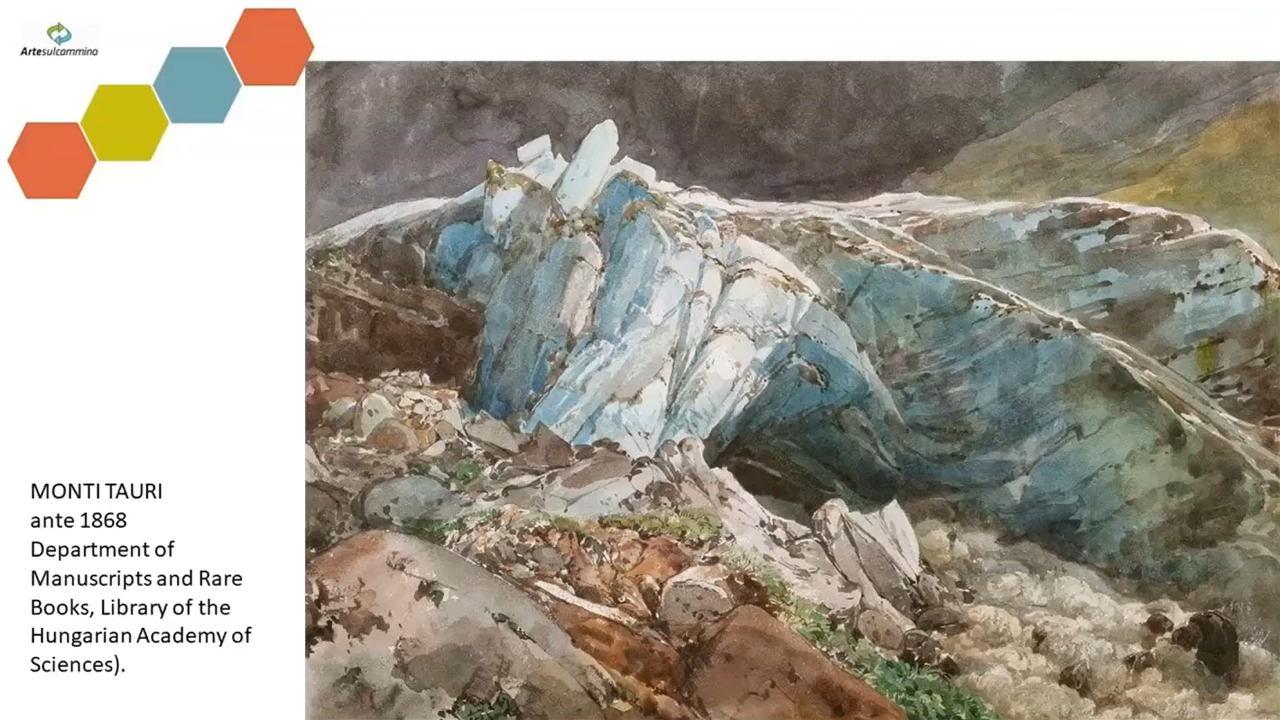 Artesulcammino
MONTI TAURI
ante 1868
Department of
Manuscripts and Rare
Books, Library of the
Hungarian Academy of
Sciences).